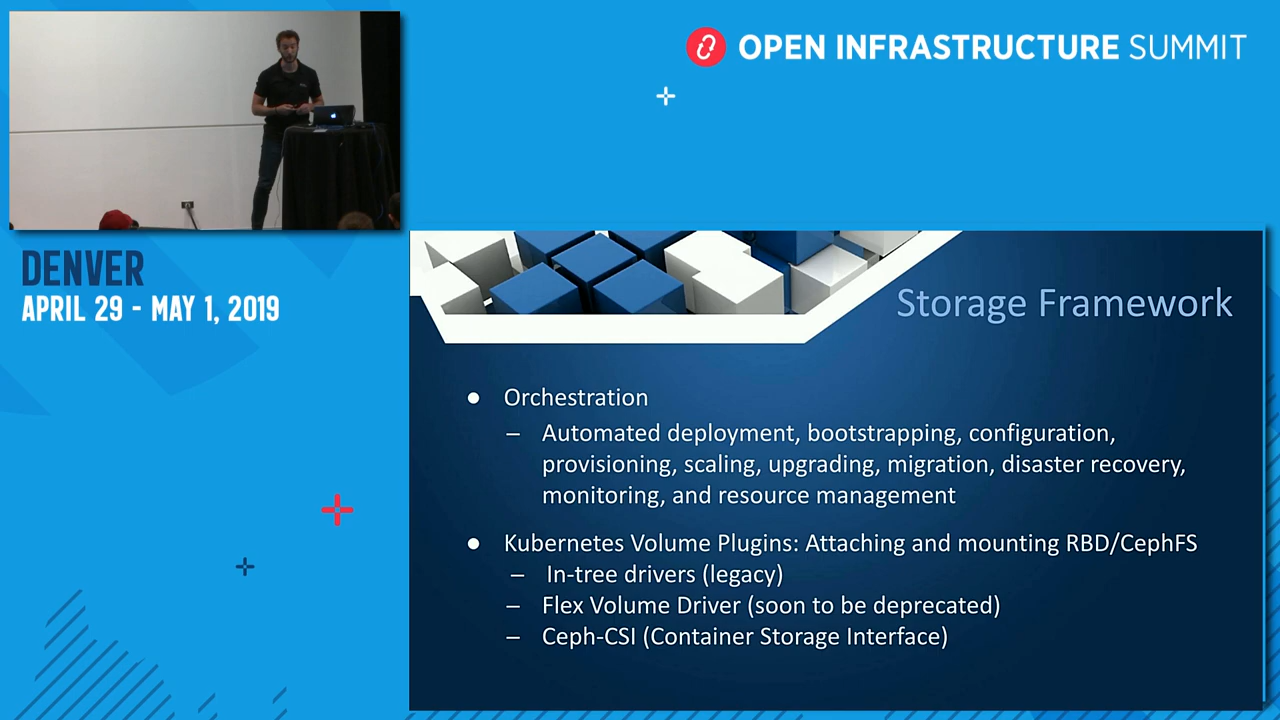 OPEN INFRASTRUCTURE SUMMIT
DENVER
APRIL 29 - MAY 1, 2019
Storage Framework
● Orchestration
– Automated deployment, bootstrapping, configuration,
provisioning, scaling, upgrading, migration, disaster recovery,
monitoring, and resource management
● Kubernetes Volume Plugins: Attaching and mounting RBD/CephFS
– In-tree drivers (legacy)
– Flex Volume Driver (soon to be deprecated)
– Ceph-CSI (Container Storage Interface)